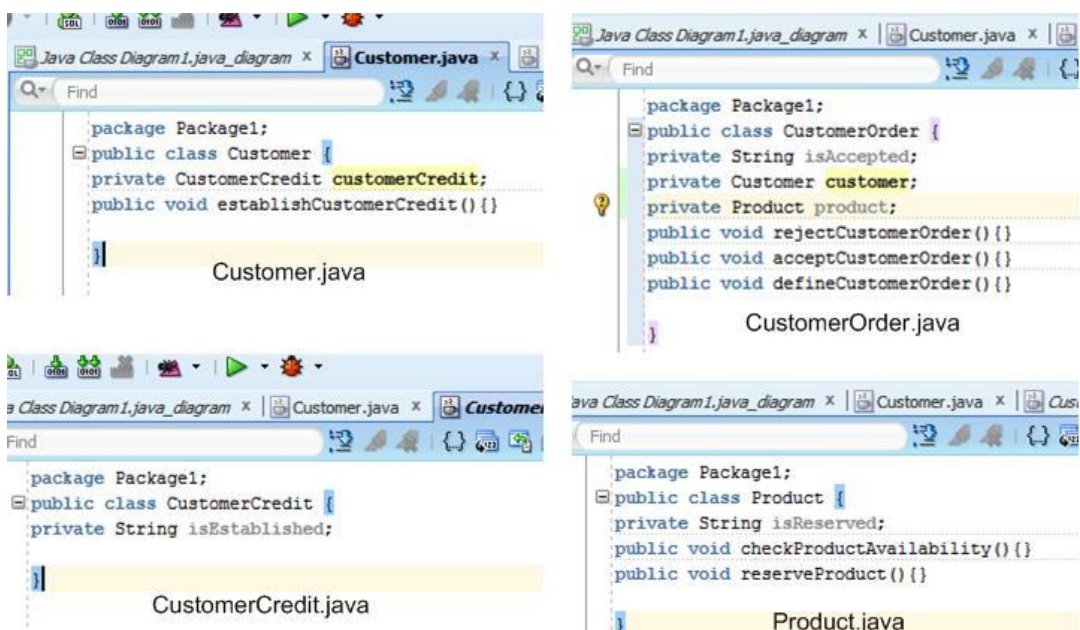 Java Class Diagram1.java_diagram x Customer.java x
Find
package Package1;
public class Customer {
private CustomerCredit customerCredit;
public void establishCustomerCredit(){}
}
Customer.java
Java Class Diagram1.java_diagram x Customer.java x
Find
package Package1;
public class CustomerOrder {
private String isAccepted;
private Customer customer;
private Product product;
public void rejectCustomerOrder(){}
public void acceptCustomerOrder(){}
public void defineCustomerOrder(){}
}
CustomerOrder.java
a Class Diagram1.java_diagram x Customer.java x Custome
Find
package Package1;
public class CustomerCredit {
private String isEstablished;
}
CustomerCredit.java
ava Class Diagram1.java_diagram x Customer.java x Cus
Find
package Package1;
public class Product {
private String isReserved;
public void checkProductAvailability(){}
public void reserveProduct(){}
}
Product.java